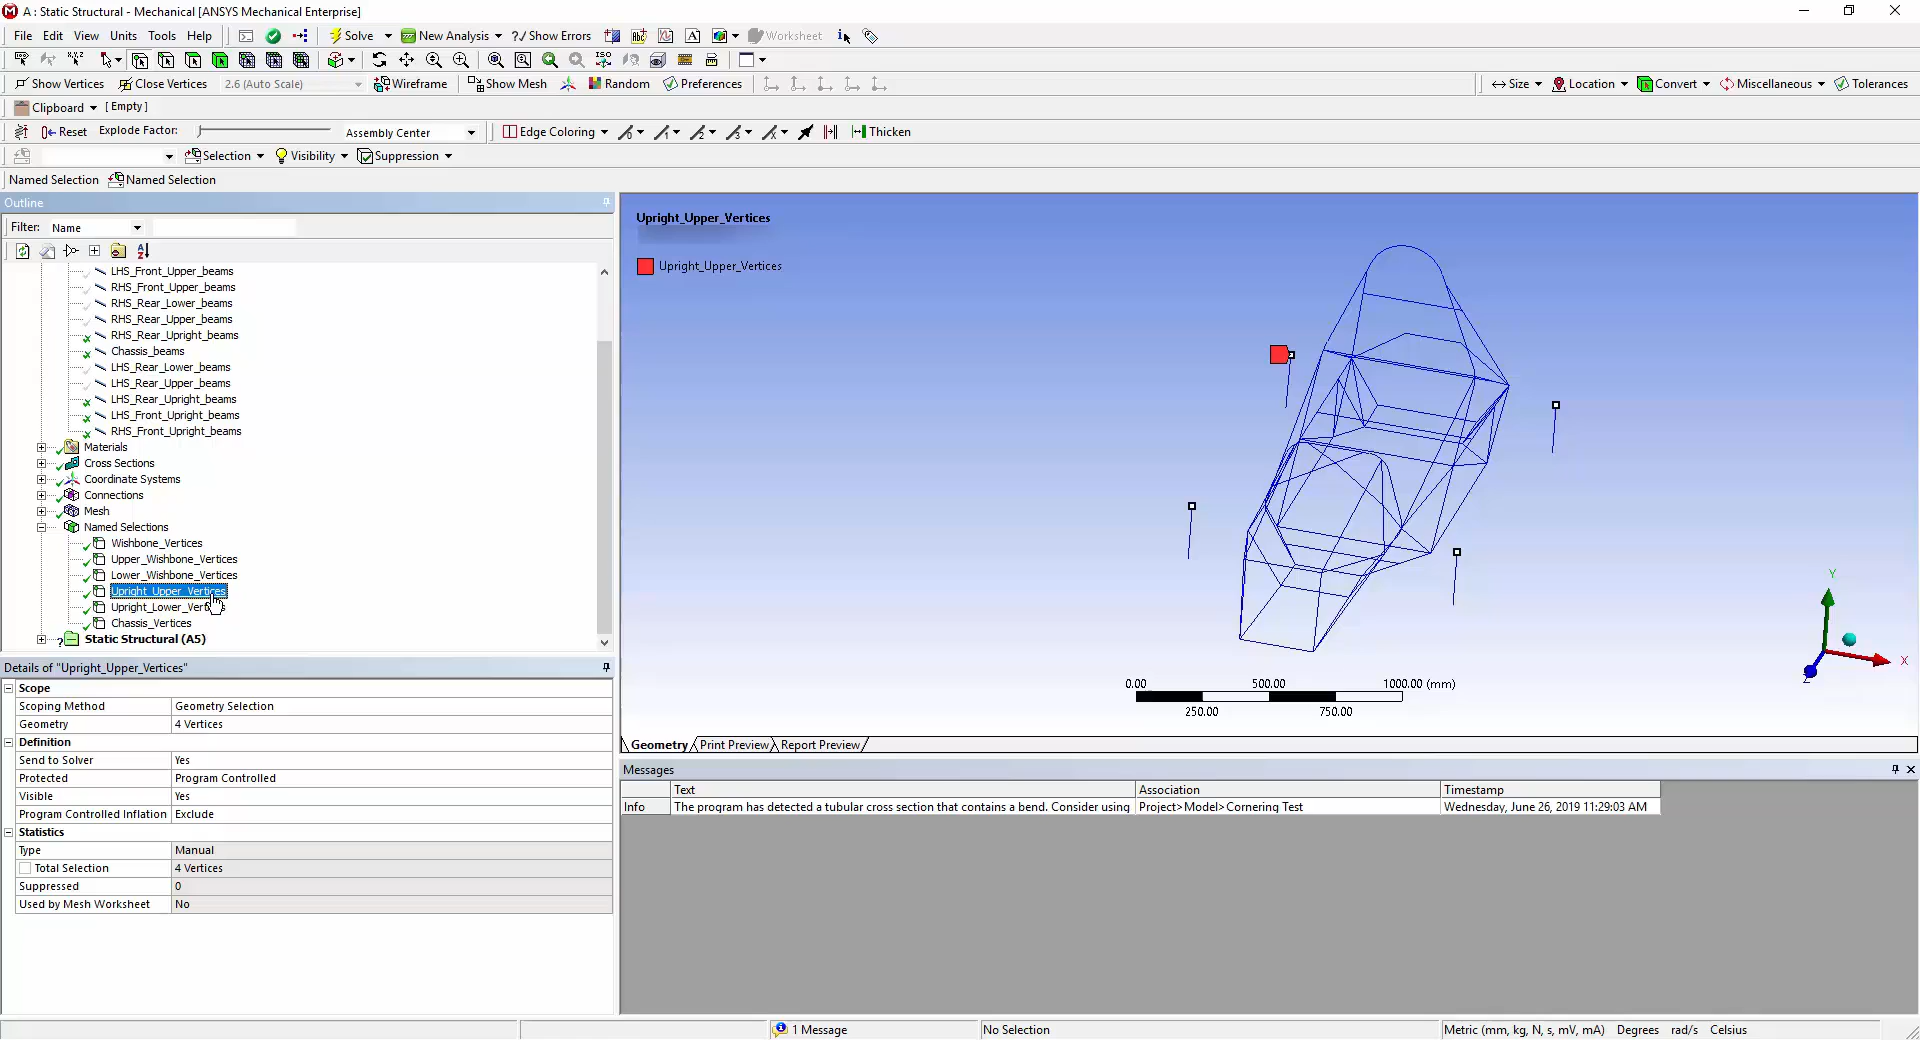 A : Static Structural - Mechanical [ANSYS Mechanical Enterprise]
File Edit View Units Tools Help Solve New Analysis ?/ Show Errors Worksheet
Show Vertices Close Vertices 2.6 (Auto Scale) Wireframe Show Mesh Random Preferences Size Location Convert Miscellaneous Tolerances
Clipboard [ Empty ]
Reset Explode Factor: Assembly Center Edge Coloring Thicken
Selection Visibility Suppression
Named Selection Named Selection
Outline
Filter: Name
LHS_Front_Upper_beams
RHS_Front_Upper_beams
RHS_Rear_Lower_beams
RHS_Rear_Upper_beams
RHS_Rear_Upright_beams
Chassis_beams
LHS_Rear_Lower_beams
LHS_Rear_Upper_beams
LHS_Rear_Upright_beams
LHS_Front_Upright_beams
RHS_Front_Upright_beams
Materials
Cross Sections
Coordinate Systems
Connections
Mesh
Named Selections
Wishbone_Vertices
Upper_Wishbone_Vertices
Lower_Wishbone_Vertices
Upright_Upper_Vertices
Upright_Lower_Vertices
Chassis_Vertices
Static Structural (A5)
Details of "Upright_Upper_Vertices"
Scope
Scoping Method Geometry Selection
Geometry 4 Vertices
Definition
Send to Solver Yes
Protected Program Controlled
Visible Yes
Program Controlled Inflation Exclude
Statistics
Type Manual
Total Selection 4 Vertices
Suppressed 0
Used by Mesh Worksheet No
Upright_Upper_Vertices
Upright_Upper_Vertices
Y
X
Z
0.00 500.00 1000.00 (mm)
250.00 750.00
Geometry Print Preview Report Preview
Messages
Text Association Timestamp
Info The program has detected a tubular cross section that contains a bend. Consider using Project>Model>Cornering Test Wednesday, June 26, 2019 11:29:03 AM
1 Message No Selection Metric (mm, kg, N, s, mV, mA) Degrees rad/s Celsius